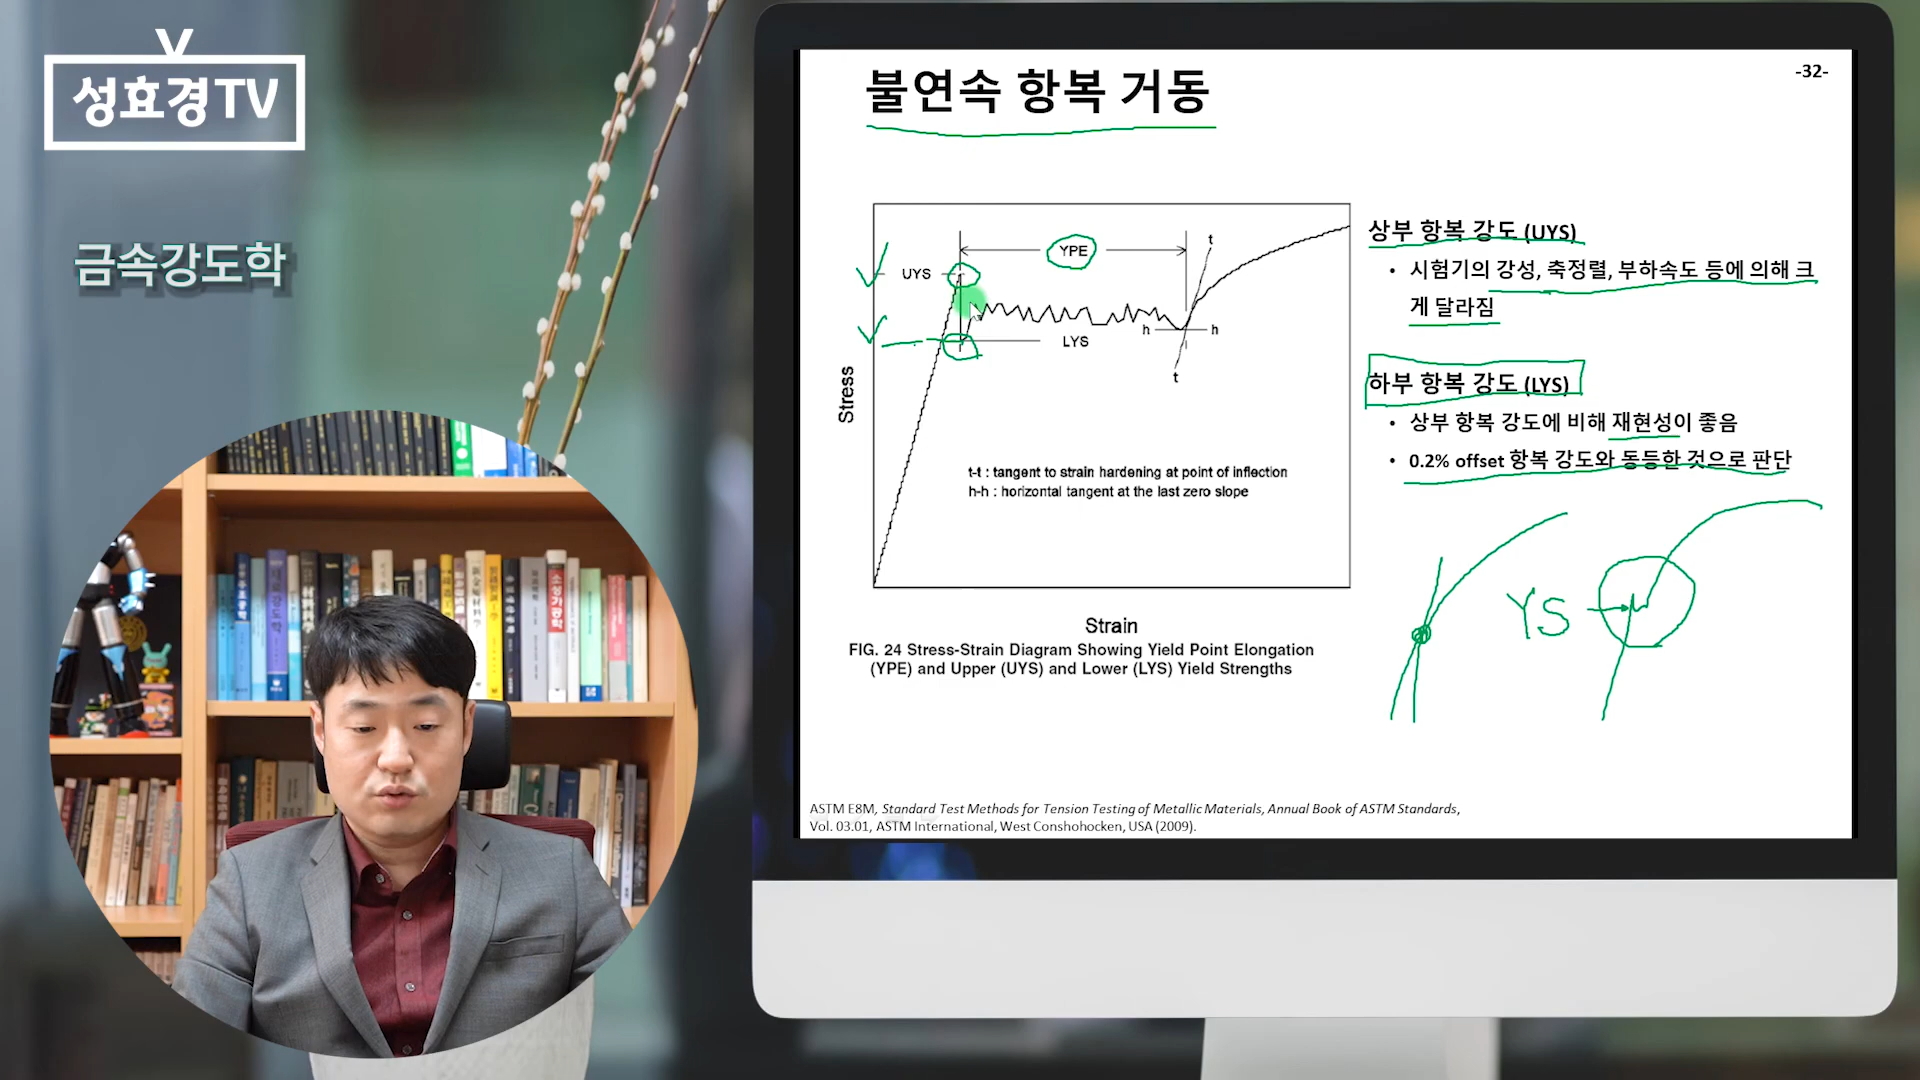 성효경TV
금속강도학
불연속 항복 거동
-32-
UYS
YPE
t
h
h
LYS
t
Stress
t-t : tangent to strain hardening at point of inflection
h-h : horizontal tangent at the last zero slope
Strain
FIG. 24 Stress-Strain Diagram Showing Yield Point Elongation
(YPE) and Upper (UYS) and Lower (LYS) Yield Strengths
상부 항복 강도 (UYS)
• 시험기의 강성, 축정렬, 부하속도 등에 의해 크
게 달라짐
하부 항복 강도 (LYS)
• 상부 항복 강도에 비해 재현성이 좋음
• 0.2% offset 항복 강도와 동등한 것으로 판단
YS
ASTM E8M, Standard Test Methods for Tension Testing of Metallic Materials, Annual Book of ASTM Standards,
Vol. 03.01, ASTM International, West Conshohocken, USA (2009).